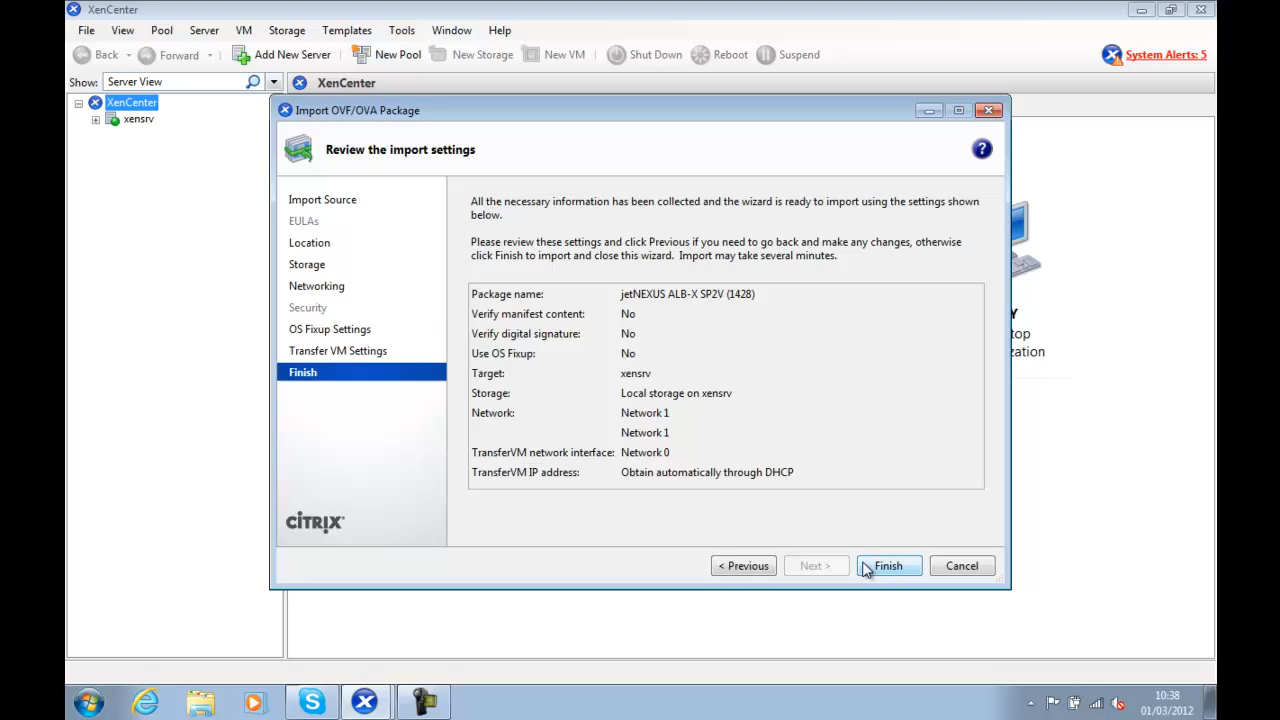 XenCenter
File View Pool Server VM Storage Templates Tools Window Help
Back Forward Add New Server New Pool New Storage New VM Shut Down Reboot Suspend System Alerts: 5
Show: Server View XenCenter
XenCenter
xensrv
Import OVF/OVA Package
Review the import settings
?
Import Source
EULAs
Location
Storage
Networking
Security
OS Fixup Settings
Transfer VM Settings
Finish
CITRIX
All the necessary information has been collected and the wizard is ready to import using the settings shown
below.
Please review these settings and click Previous if you need to go back and make any changes, otherwise
click Finish to import and close this wizard. Import may take several minutes.
Package name: jetNEXUS ALB-X SP2V (1428)
Verify manifest content: No
Verify digital signature: No
Use OS Fixup: No
Target: xensrv
Storage: Local storage on xensrv
Network: Network 1
Network 1
TransferVM network interface: Network 0
TransferVM IP address: Obtain automatically through DHCP
< Previous Next > Finish Cancel
Y
top
ization
10:38
01/03/2012